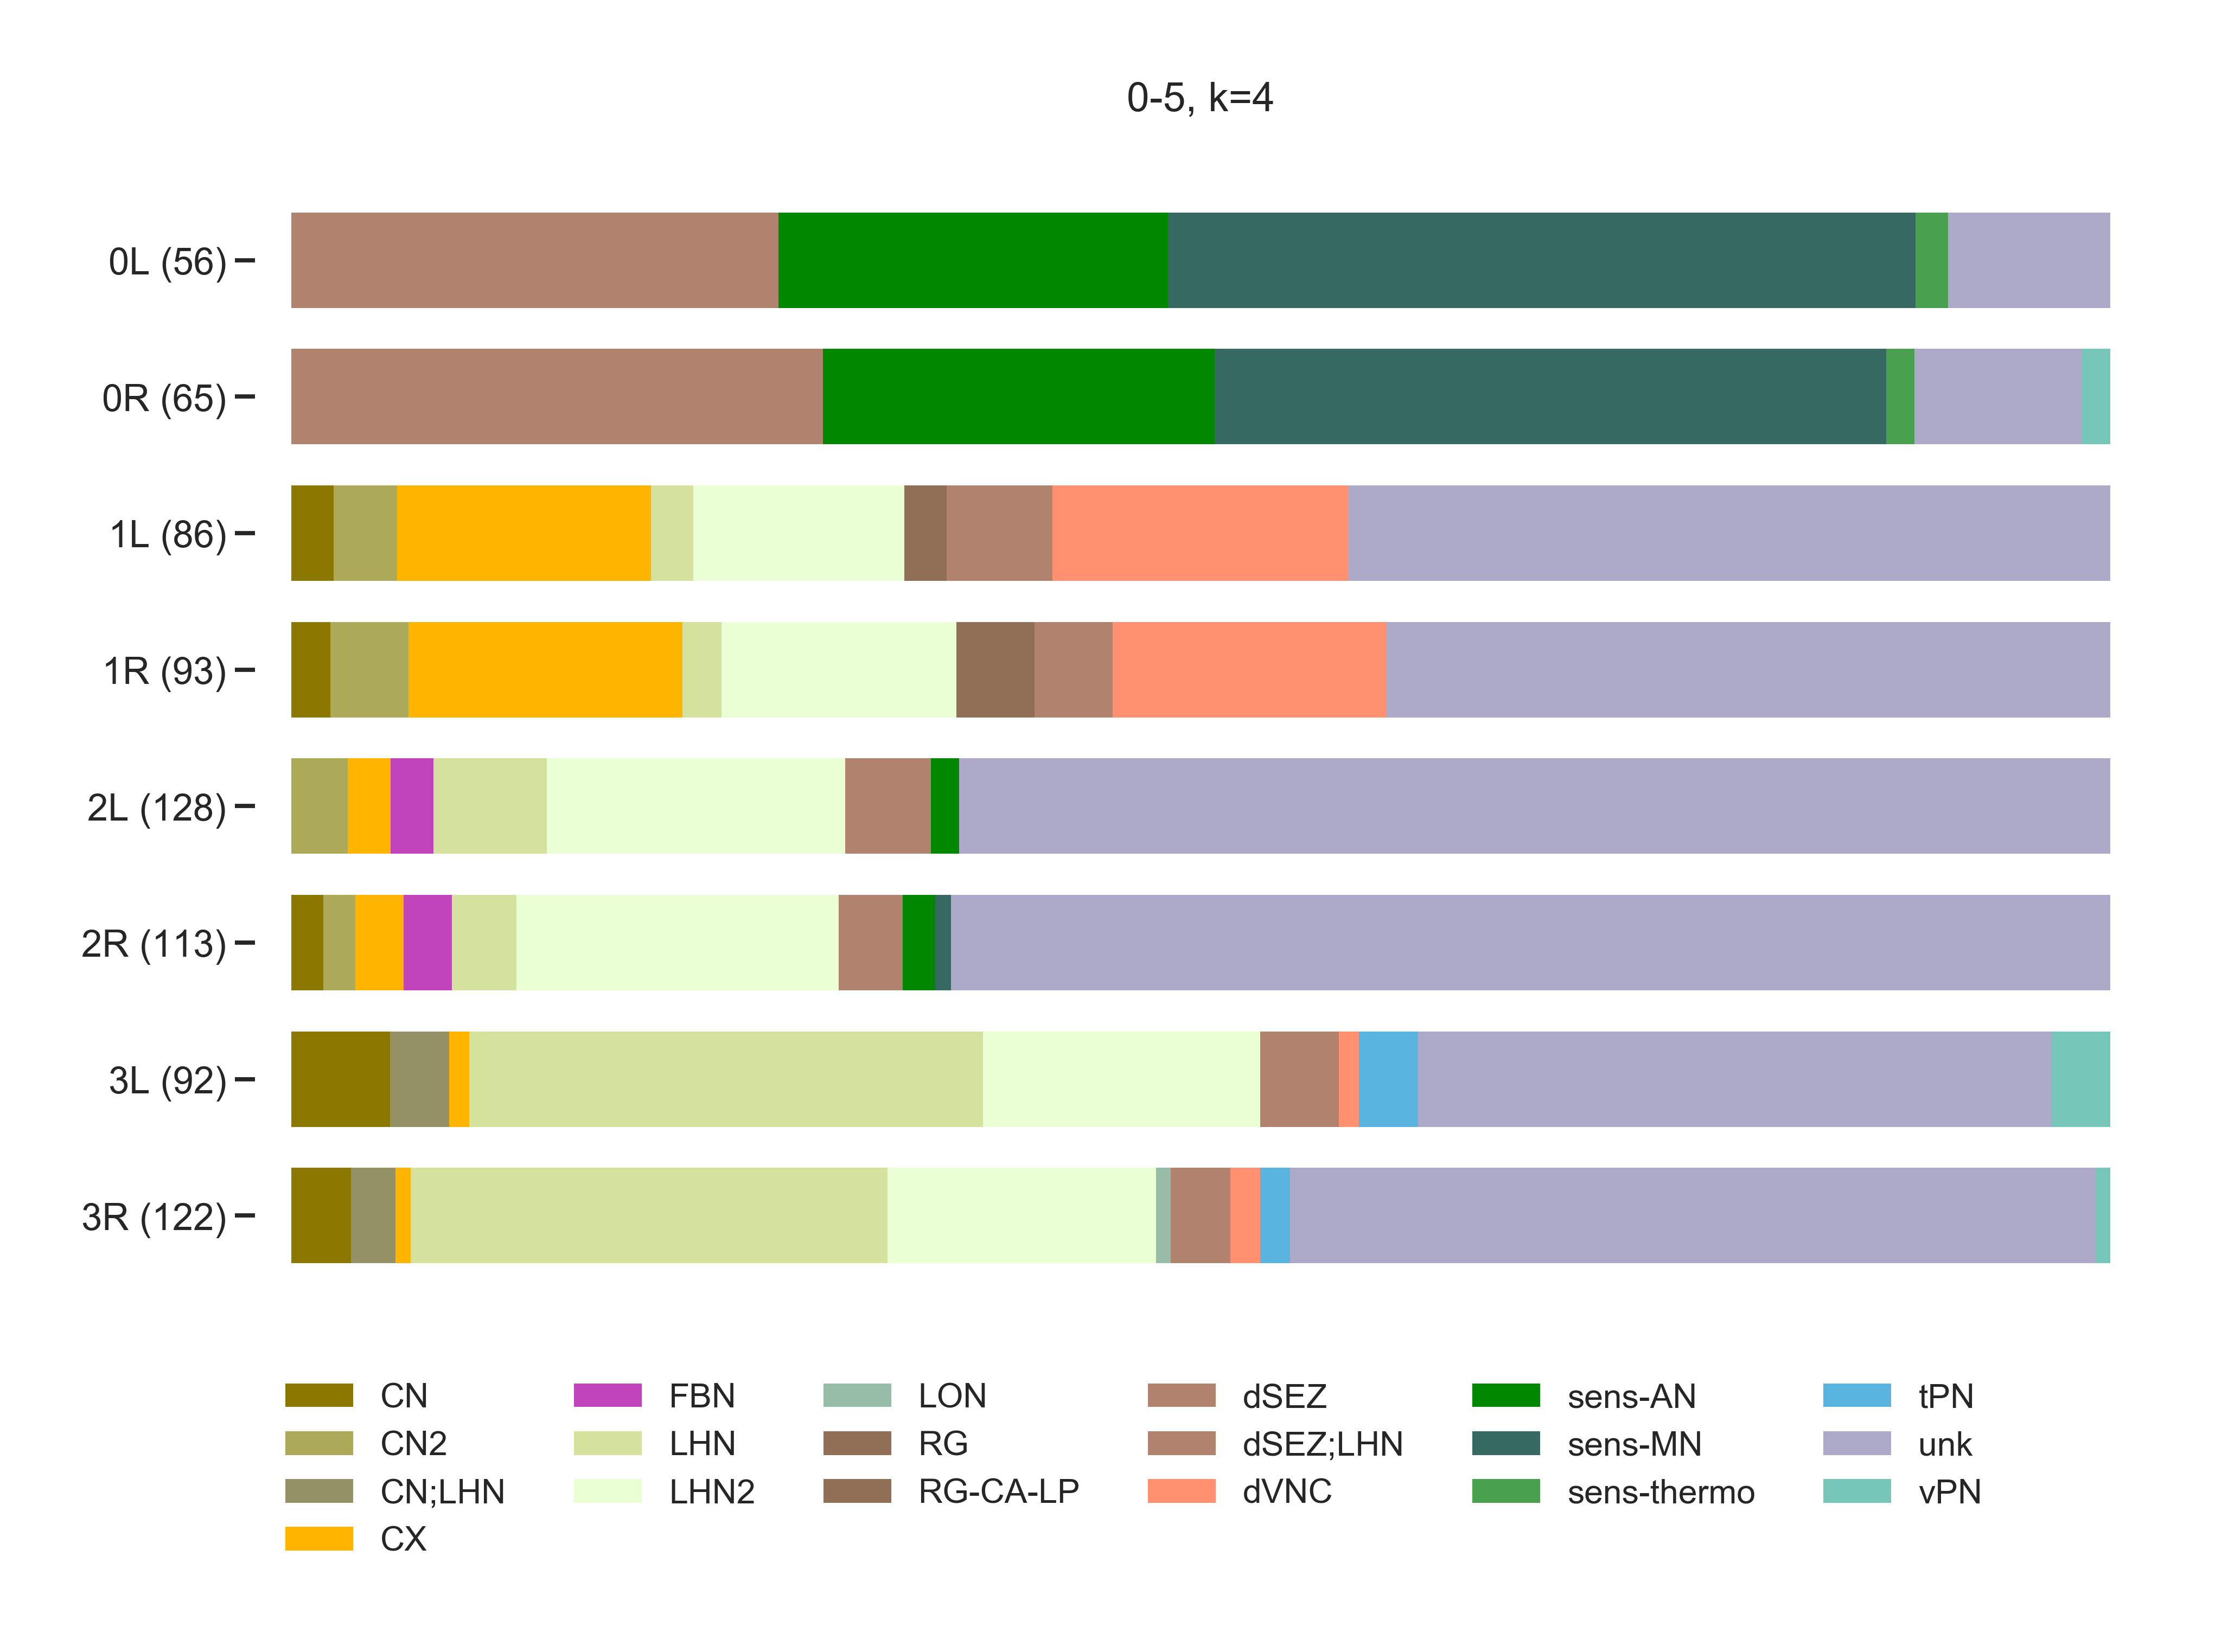 0-5, k=4
0L (56)
0R (65)
1L (86)
1R (93)
2L (128)
2R (113)
3L (92)
3R (122)
CN
CN2
CN;LHN
CX
FBN
LHN
LHN2
LON
RG
RG-CA-LP
dSEZ
dSEZ;LHN
dVNC
sens-AN
sens-MN
sens-thermo
tPN
unk
vPN